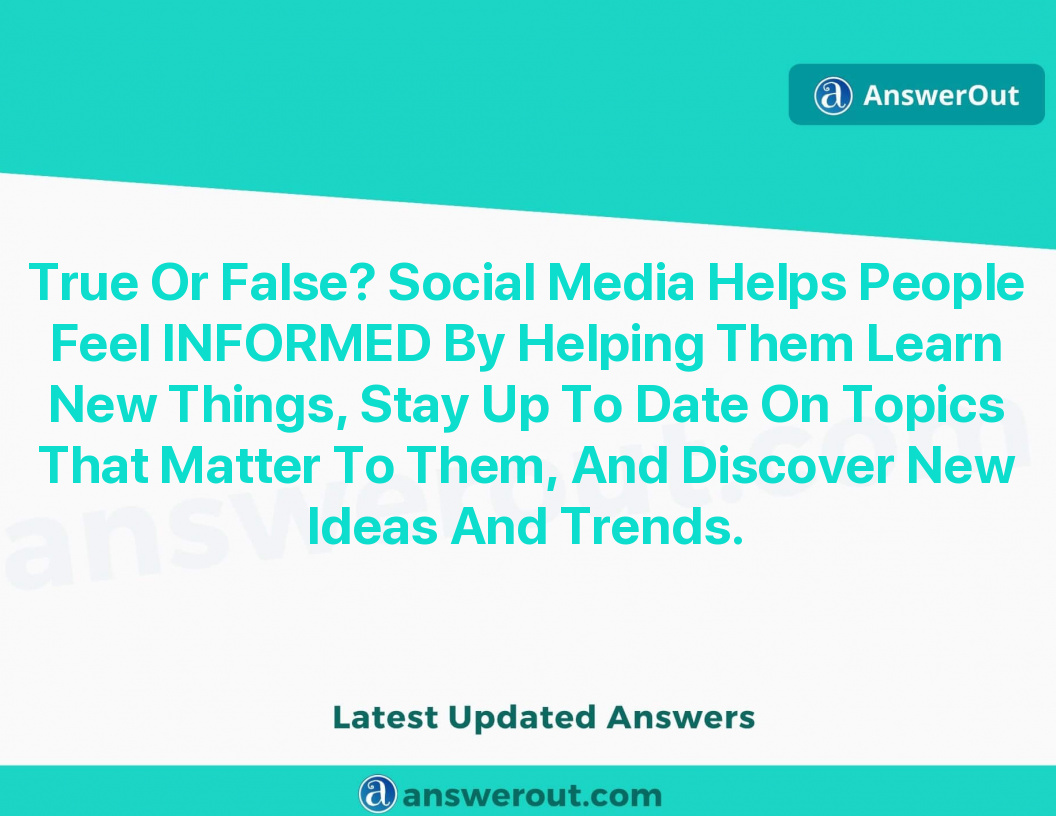 AnswerOut
True Or False? Social Media Helps People
Feel INFORMED By Helping Them Learn
New Things, Stay Up To Date On Topics
That Matter To Them, And Discover New
Ideas And Trends.
answerout.com
Latest Updated Answers
answerout.com